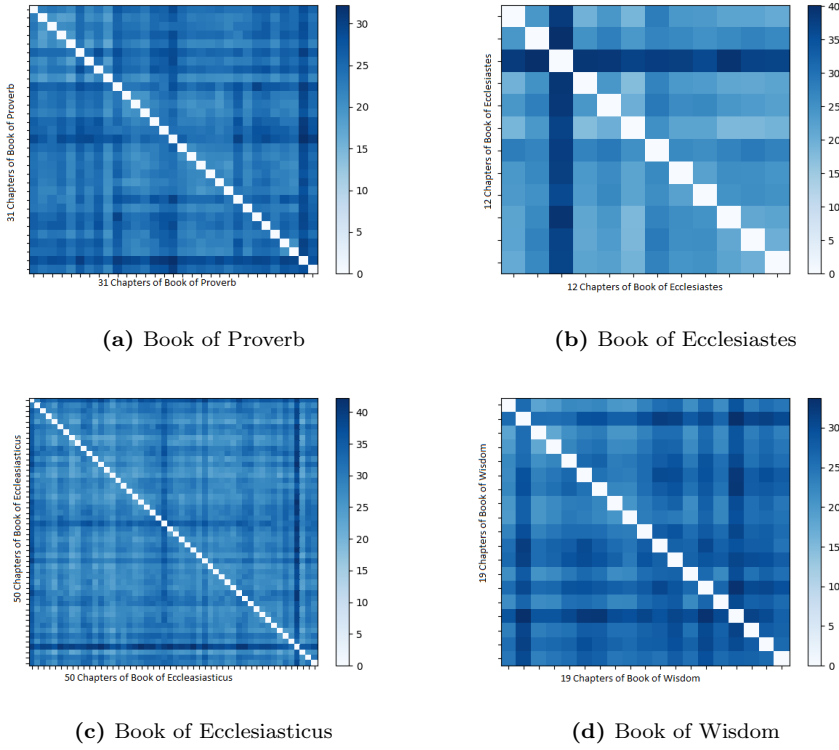 31 Chapters of Book of Proverb
30
25
20
15
10
5
0
31 Chapters of Book of Proverb
(a) Book of Proverb
12 Chapters of Book of Ecclesiastes
40
35
30
25
20
15
10
5
0
12 Chapters of Book of Ecclesiastes
(b) Book of Ecclesiastes
50 Chapters of Book of Eccleasiasticus
40
35
30
25
20
15
10
5
0
50 Chapters of Book of Eccleasiasticus
(c) Book of Ecclesiasticus
19 Chapters of Book of Wisdom
30
25
20
15
10
5
0
19 Chapters of Book of Wisdom
(d) Book of Wisdom